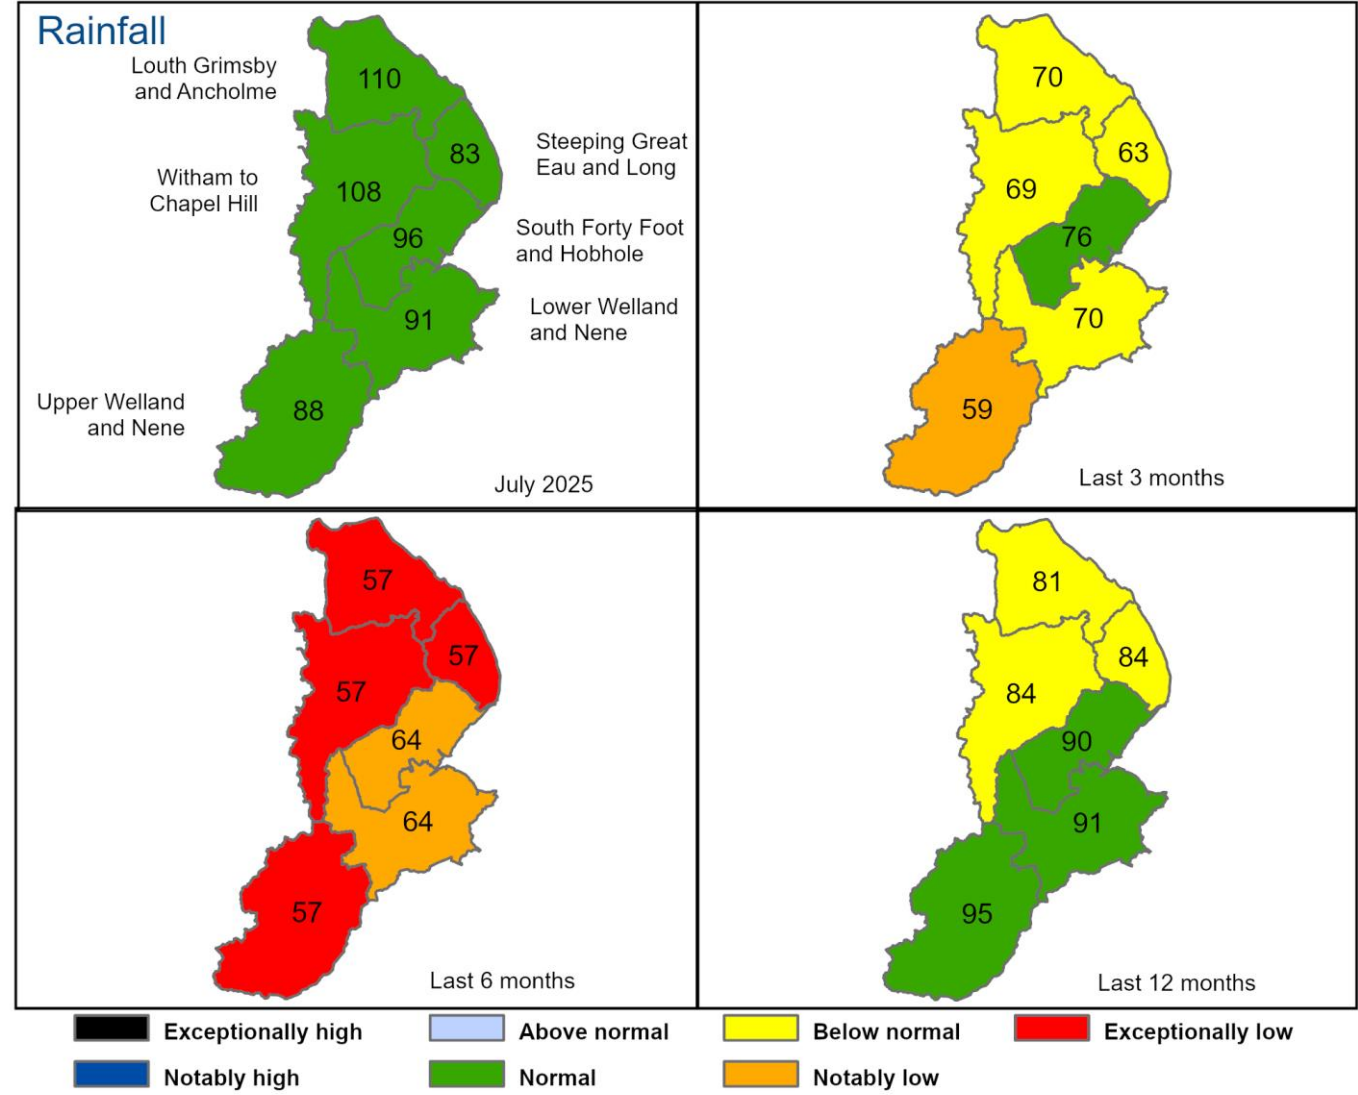 Rainfall
Louth Grimsby
and Ancholme
110
Steeping Great
Eau and Long
83
Witham to
Chapel Hill
108
South Forty Foot
and Hobhole
96
Lower Welland
and Nene
91
Upper Welland
and Nene
88
July 2025
70
63
69
76
70
59
Last 3 months
57
57
57
64
64
57
Last 6 months
81
84
84
90
91
95
Last 12 months
Exceptionally high
Above normal
Below normal
Exceptionally low
Notably high
Normal
Notably low